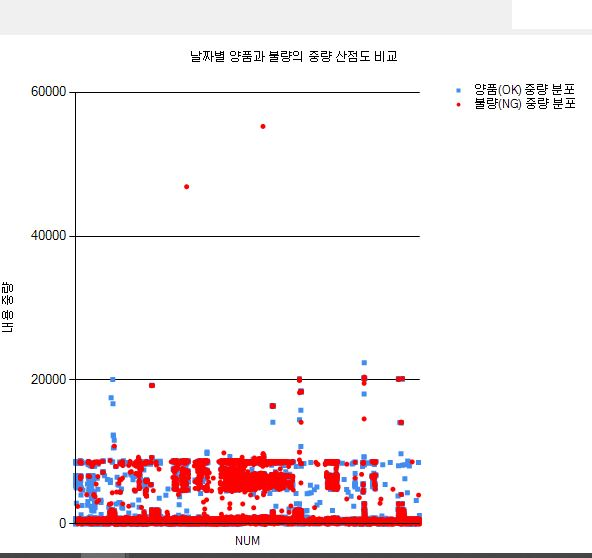 날짜별 양품과 불량의 중량 산점도 비교
양품(OK) 중량 분포
불량(NG) 중량 분포
60000
40000
20000
0
내용 중량
NUM